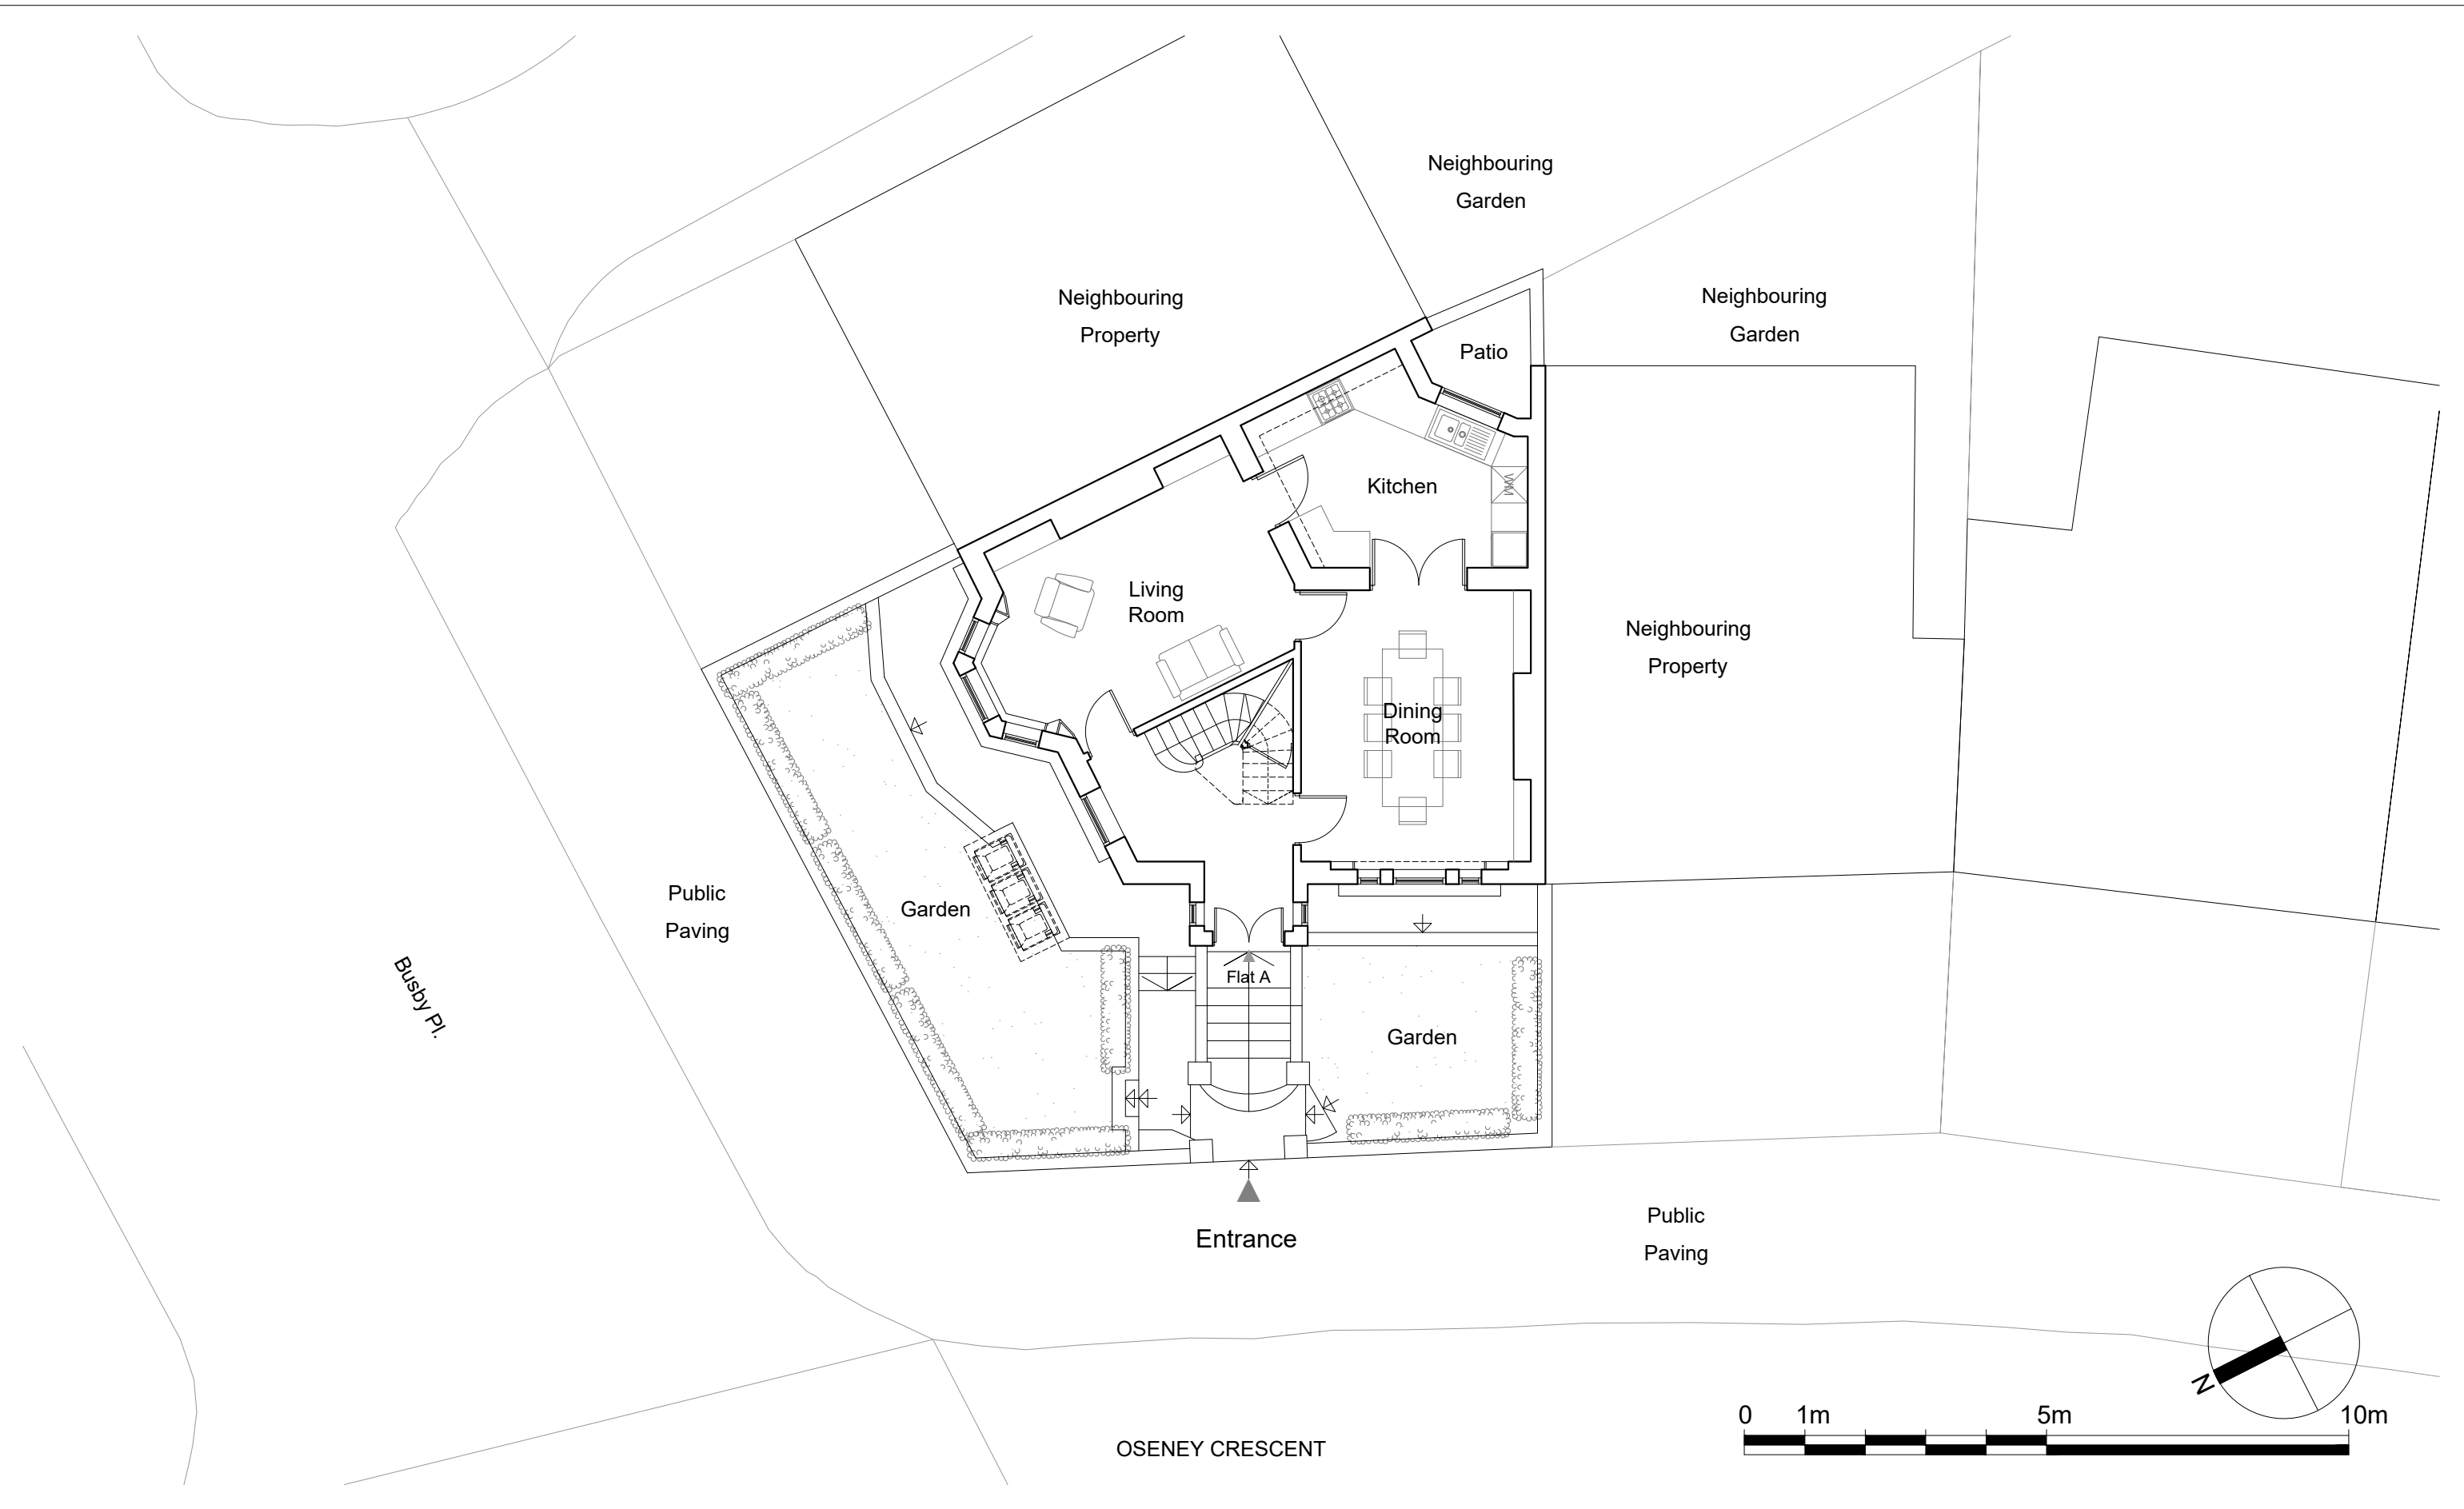 Neighbouring
Garden
Neighbouring
Property
Neighbouring
Garden
Patio
Kitchen
WM
Living
Room
Neighbouring
Property
Dining
Room
Public
Paving
Garden
Busby Pl.
Flat A
Garden
Entrance
Public
Paving
N
0 1m 5m 10m
OSENEY CRESCENT